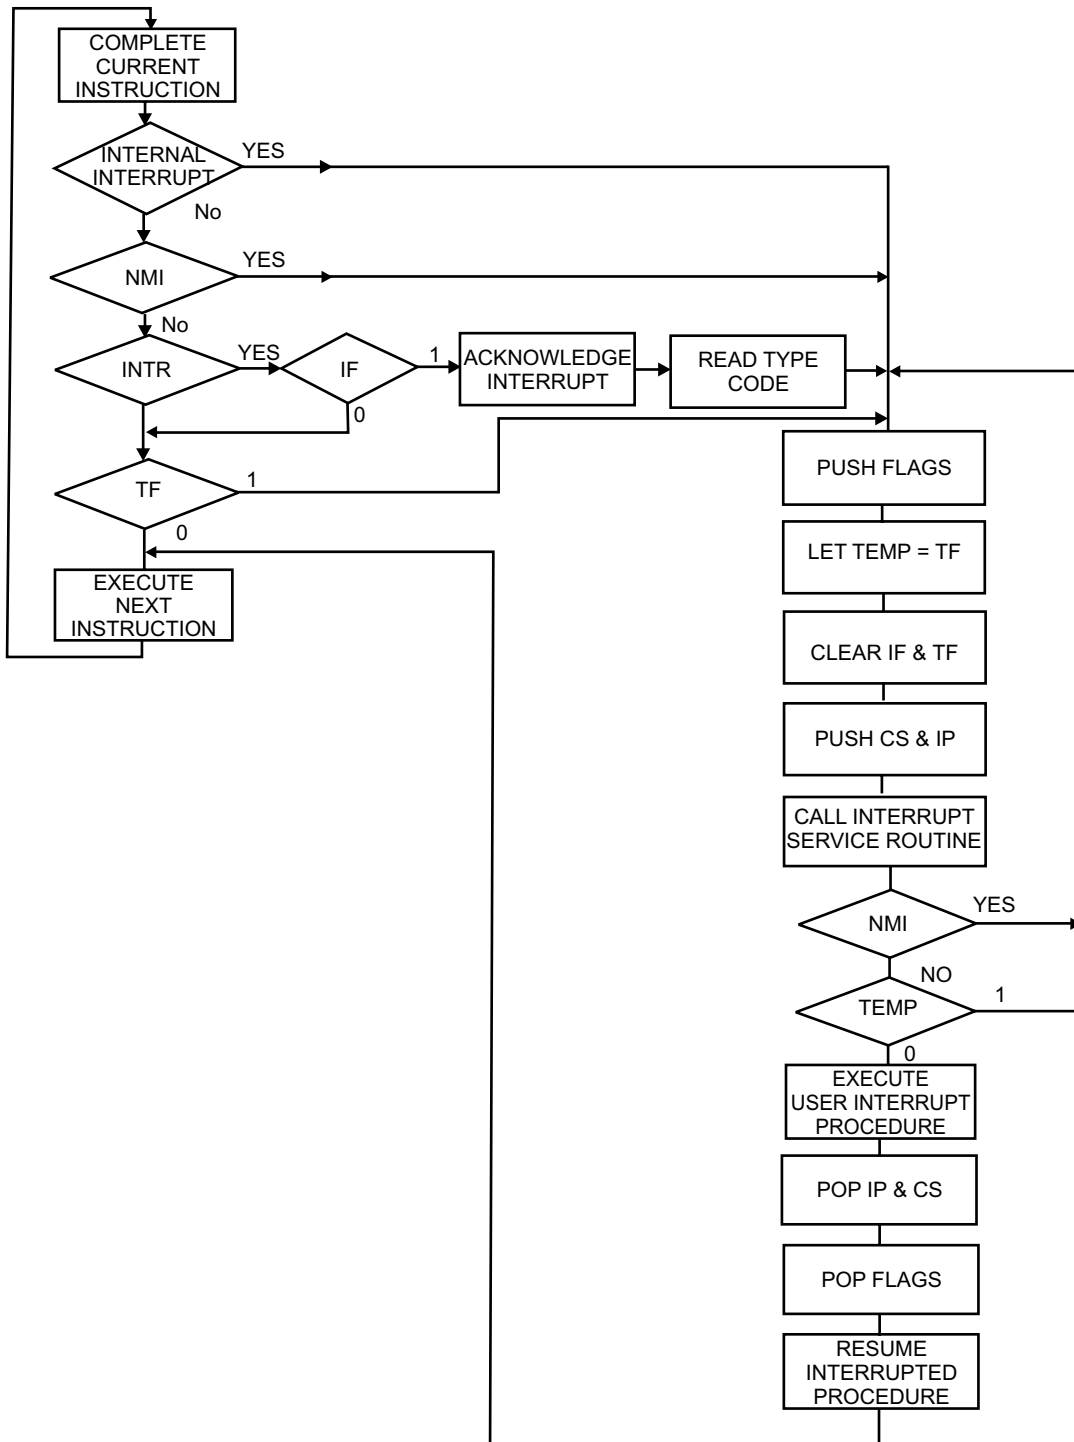 COMPLETE
CURRENT
INSTRUCTION
INTERNAL
INTERRUPT
YES
No
NMI
YES
No
INTR
YES
IF
1
0
ACKNOWLEDGE
INTERRUPT
READ TYPE
CODE
TF
1
0
EXECUTE
NEXT
INSTRUCTION
PUSH FLAGS
LET TEMP = TF
CLEAR IF & TF
PUSH CS & IP
CALL INTERRUPT
SERVICE ROUTINE
NMI
YES
NO
TEMP
1
0
EXECUTE
USER INTERRUPT
PROCEDURE
POP IP & CS
POP FLAGS
RESUME
INTERRUPTED
PROCEDURE